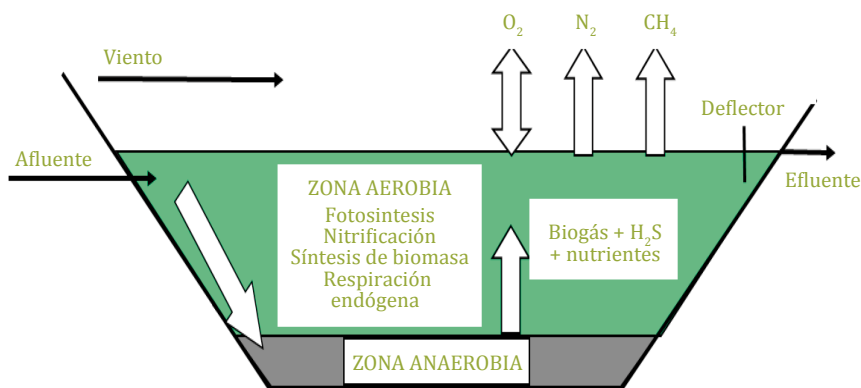 O₂ N₂ CH₄
Viento
Deflector
Afluente
Efluente
ZONA AEROBIA
Fotosintesis
Nitrificación
Síntesis de biomasa
Respiración
endógena
Biogás + H₂S
+ nutrientes
ZONA ANAEROBIA